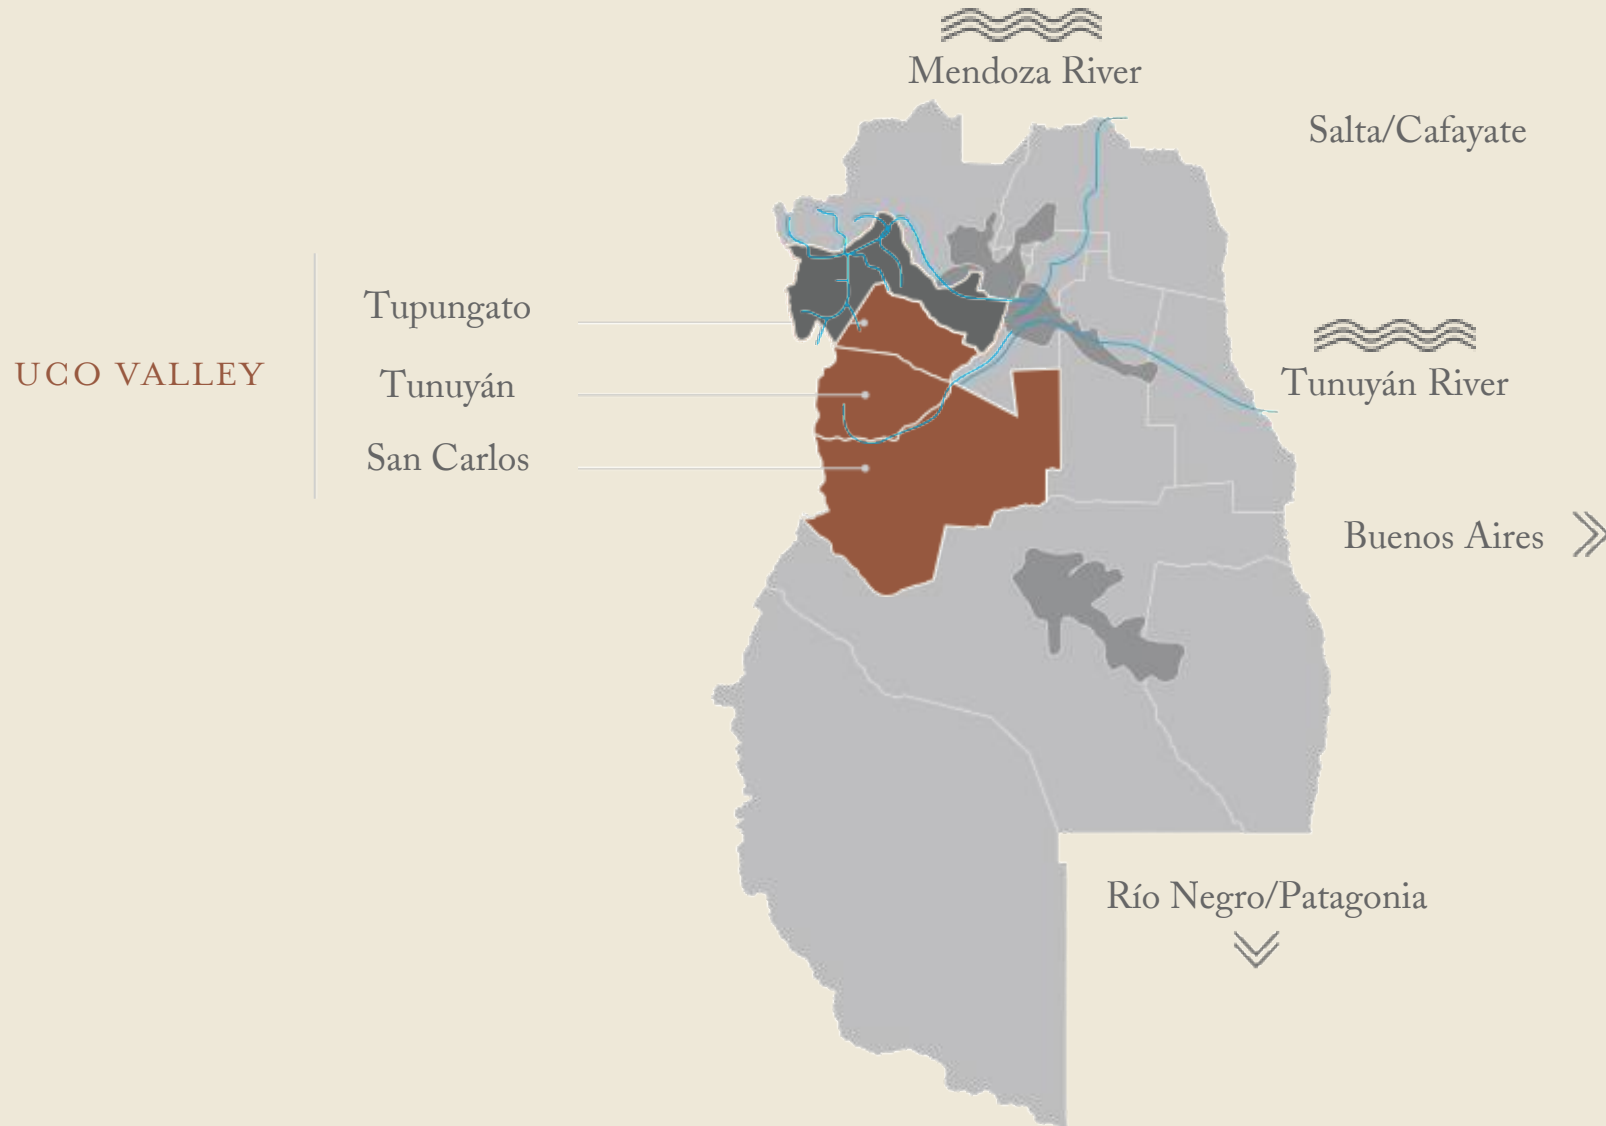 Mendoza River
Salta/Cafayate
Tupungato
UCO VALLEY
Tunuyán
Tunuyán River
San Carlos
Buenos Aires
Río Negro/Patagonia